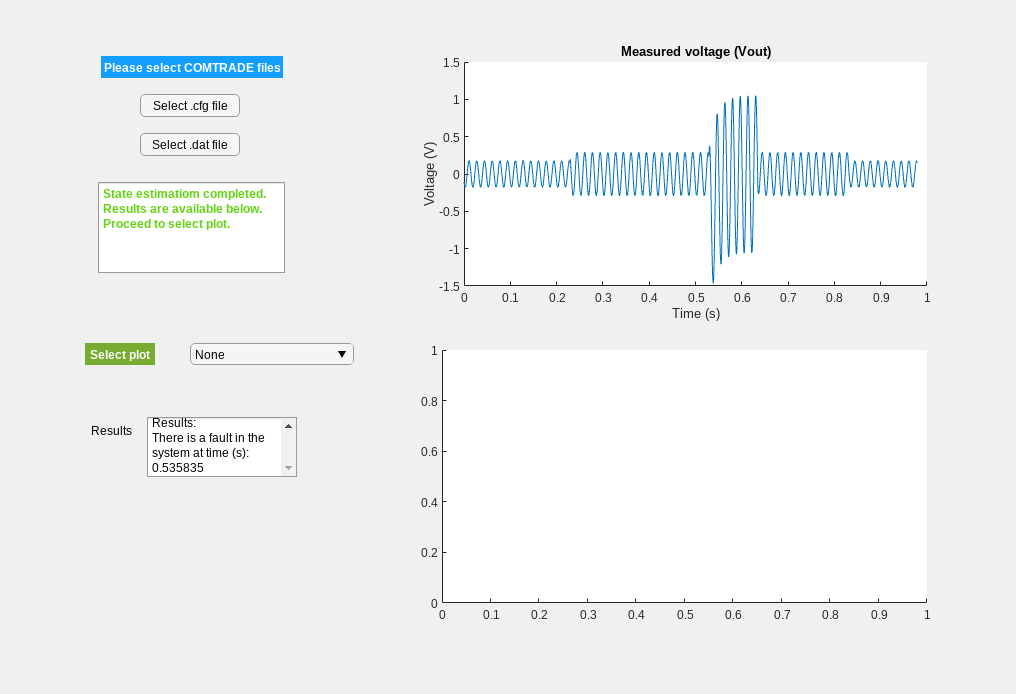 Please select COMTRADE files
Select .cfg file
Select .dat file
State estimatiom completed.
Results are available below.
Proceed to select plot.
Select plot
None
Results
Results:
There is a fault in the
system at time (s):
0.535835
Measured voltage (Vout)
Voltage (V)
1.5
1
0.5
0
-0.5
-1
-1.5
0 0.1 0.2 0.3 0.4 0.5 0.6 0.7 0.8 0.9 1
Time (s)
1
0.8
0.6
0.4
0.2
0
0 0.1 0.2 0.3 0.4 0.5 0.6 0.7 0.8 0.9 1